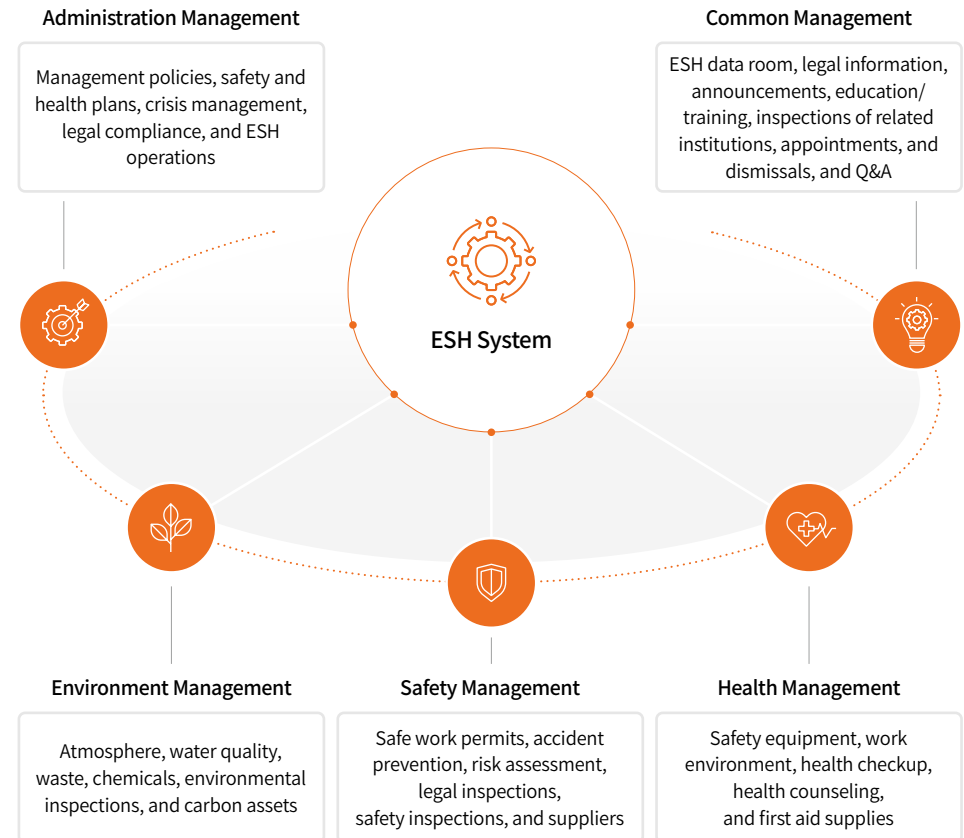 Administration Management
Management policies, safety and
health plans, crisis management,
legal compliance, and ESH
operations
Common Management
ESH data room, legal information,
announcements, education/
training, inspections of related
institutions, appointments, and
dismissals, and Q&A
ESH System
Environment Management
Atmosphere, water quality,
waste, chemicals, environmental
inspections, and carbon assets
Safety Management
Safe work permits, accident
prevention, risk assessment,
legal inspections,
safety inspections, and suppliers
Health Management
Safety equipment, work
environment, health checkup,
health counseling,
and first aid supplies